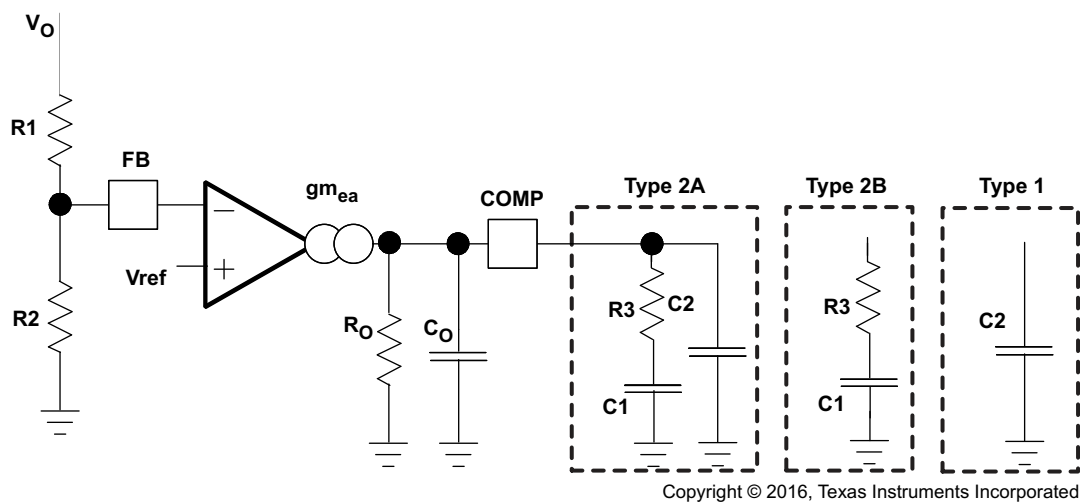 VO
R1
FB
gmea
COMP
Type 2A
Type 2B
Type 1
Vref
R2
RO
CO
R3
C2
C1
R3
C1
C2
Copyright © 2016, Texas Instruments Incorporated